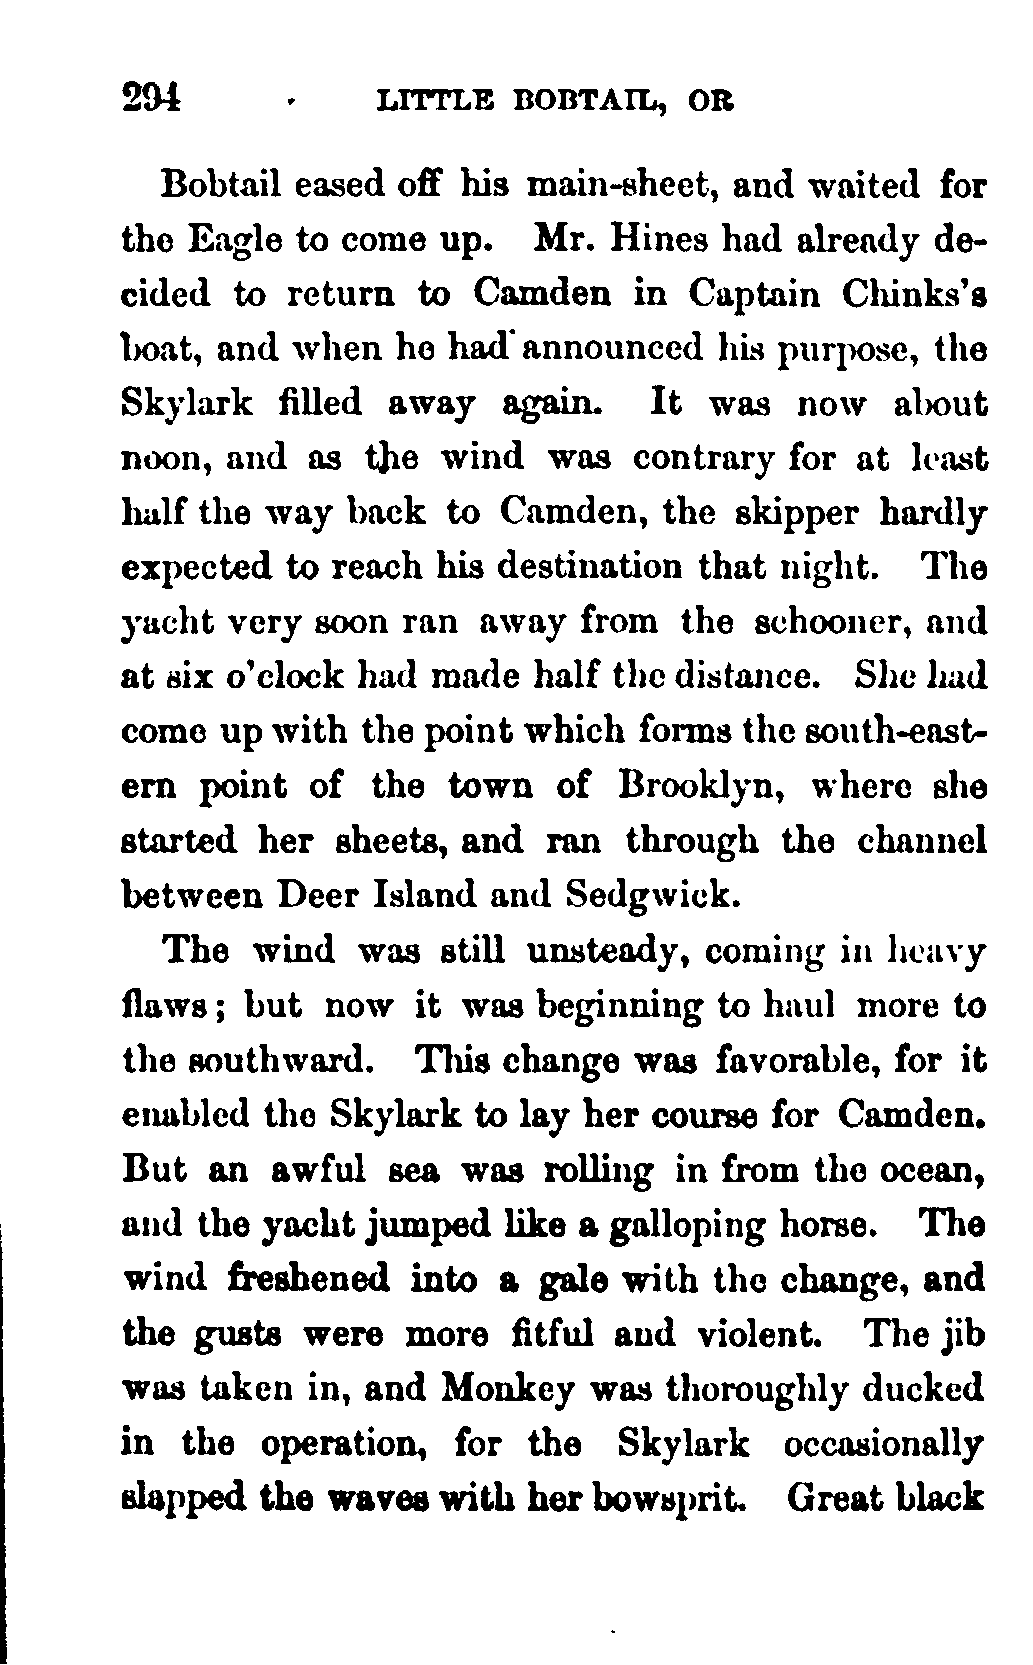 294 LITTLE BOBTAIL, OR
Bobtail eased off his main-sheet, and waited for
the Eagle to come up. Mr. Hines had already de-
cided to return to Camden in Captain Chinks's
boat, and when he had announced his purpose, the
Skylark filled away again. It was now about
noon, and as the wind was contrary for at least
half the way back to Camden, the skipper hardly
expected to reach his destination that night. The
yacht very soon ran away from the schooner, and
at six o'clock had made half the distance. She had
come up with the point which forms the south-east-
ern point of the town of Brooklyn, where she
started her sheets, and ran through the channel
between Deer Island and Sedgwick.
The wind was still unsteady, coming in heavy
flaws; but now it was beginning to haul more to
the southward. This change was favorable, for it
enabled the Skylark to lay her course for Camden.
But an awful sea was rolling in from the ocean,
and the yacht jumped like a galloping horse. The
wind freshened into a gale with the change, and
the gusts were more fitful and violent. The jib
was taken in, and Monkey was thoroughly ducked
in the operation, for the Skylark occasionally
slapped the waves with her bowsprit. Great black